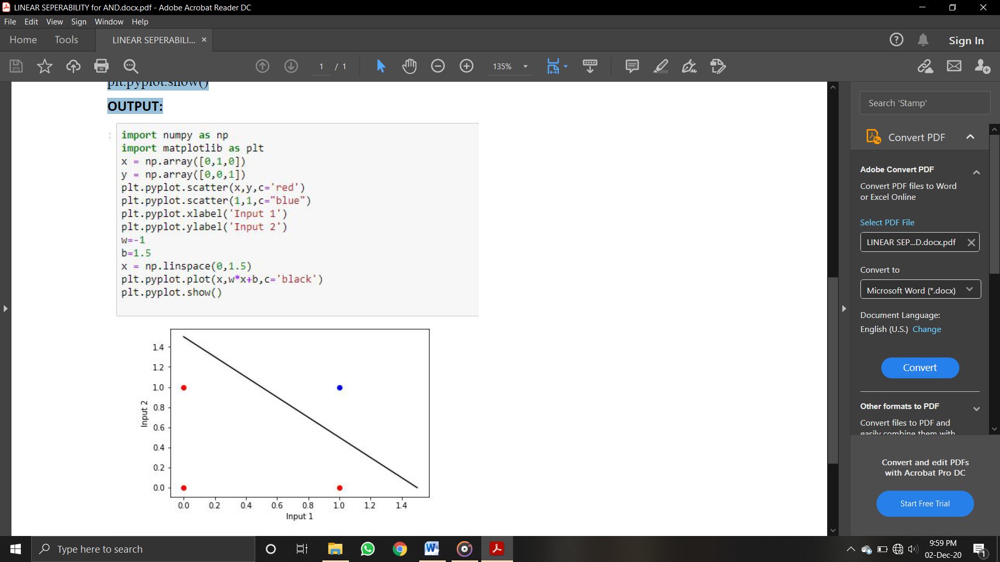 LINEAR SEPERABILITY for AND.docx.pdf - Adobe Acrobat Reader DC
File Edit View Sign Window Help
Home Tools LINEAR SEPERABILI... × Sign In
1 / 1 135%
plt.pyplot.show()
OUTPUT:
import numpy as np
import matplotlib as plt
x = np.array([0,1,0])
y = np.array([0,0,1])
plt.pyplot.scatter(x,y,c='red')
plt.pyplot.scatter(1,1,c="blue")
plt.pyplot.xlabel('Input 1')
plt.pyplot.ylabel('Input 2')
w=-1
b=1.5
x = np.linspace(0,1.5)
plt.pyplot.plot(x,w*x+b,c='black')
plt.pyplot.show()
1.4
1.2
1.0
0.8
0.6
0.4
0.2
0.0
Input 2
0.0 0.2 0.4 0.6 0.8 1.0 1.2 1.4
Input 1
Search 'Stamp'
Convert PDF
Adobe Convert PDF
Convert PDF files to Word
or Excel Online
Select PDF File
LINEAR SEP...D.docx.pdf
Convert to
Microsoft Word (*.docx)
Document Language:
English (U.S.) Change
Convert
Other formats to PDF
Convert files to PDF and
easily combine them with
Convert and edit PDFs
with Acrobat Pro DC
Start Free Trial
Type here to search
9:59 PM
02-Dec-20
1